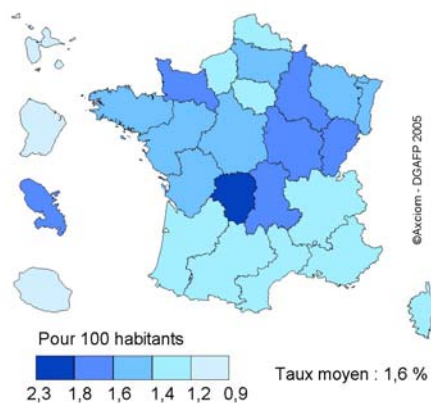 ©Axciom - DGAFP 2005
Pour 100 habitants
2,3 1,8 1,6 1,4 1,2 0,9
Taux moyen : 1,6 %